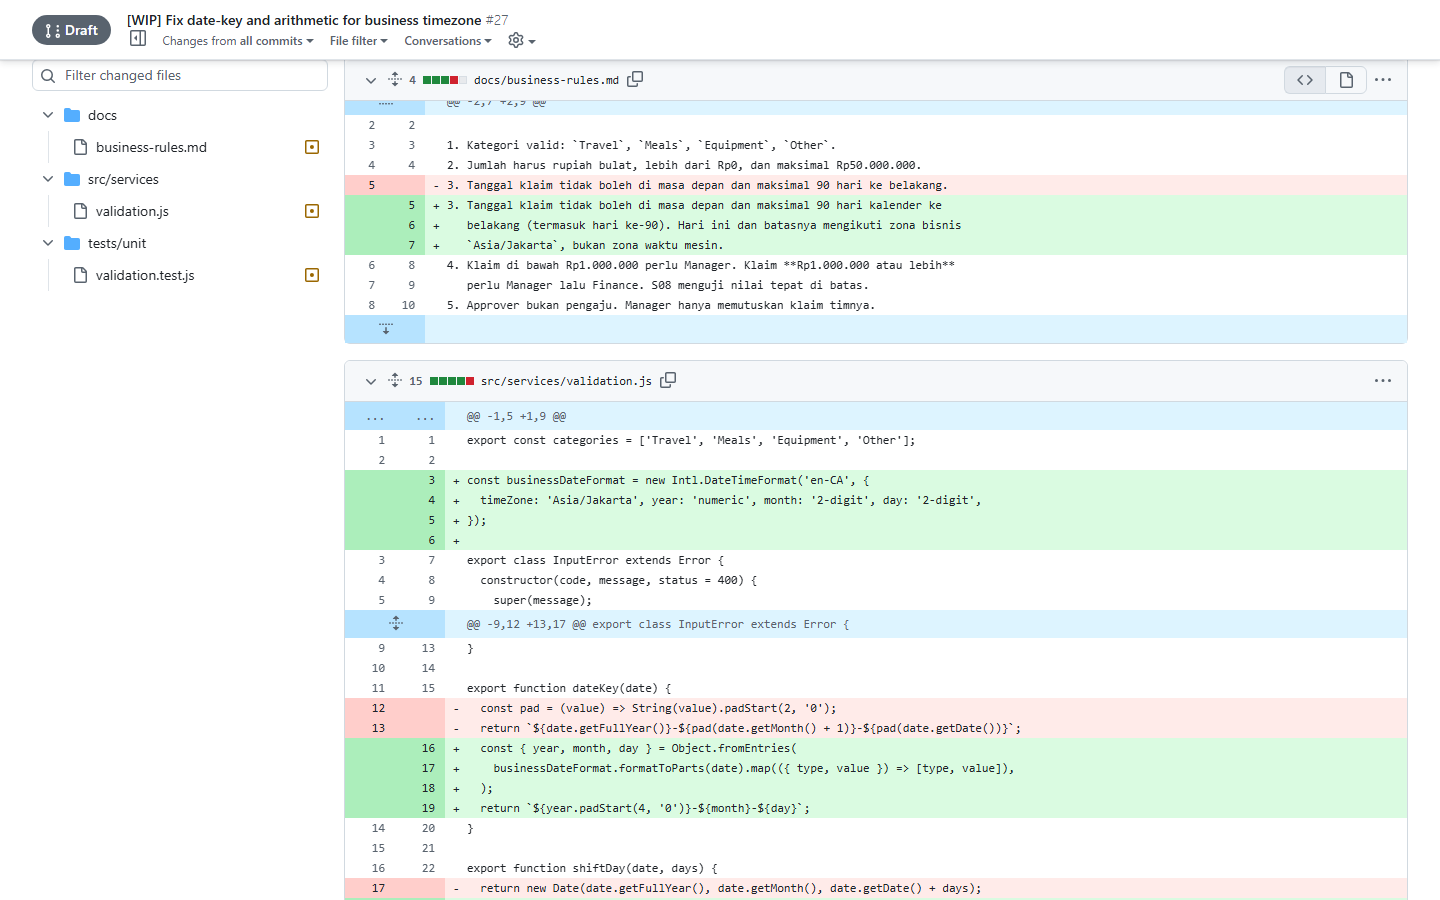 Draft
[WIP] Fix date-key and arithmetic for business timezone #27
Changes from all commits
File filter
Conversations
Filter changed files
docs
business-rules.md
src/services
validation.js
tests/unit
validation.test.js
4 docs/business-rules.md
@@ -2,7 +2,9 @@
2 2
3 3 1. Kategori valid: `Travel`, `Meals`, `Equipment`, `Other`.
4 4 2. Jumlah harus rupiah bulat, lebih dari Rp0, dan maksimal Rp50.000.000.
5 - 3. Tanggal klaim tidak boleh di masa depan dan maksimal 90 hari ke belakang.
5 + 3. Tanggal klaim tidak boleh di masa depan dan maksimal 90 hari kalender ke
6 + belakang (termasuk hari ke-90). Hari ini dan batasnya mengikuti zona bisnis
7 + `Asia/Jakarta`, bukan zona waktu mesin.
6 8 4. Klaim di bawah Rp1.000.000 perlu Manager. Klaim **Rp1.000.000 atau lebih**
7 9 perlu Manager lalu Finance. S08 menguji nilai tepat di batas.
8 10 5. Approver bukan pengaju. Manager hanya memutuskan klaim timnya.
15 src/services/validation.js
... ... @@ -1,5 +1,9 @@
1 1 export const categories = ['Travel', 'Meals', 'Equipment', 'Other'];
2 2
3 + const businessDateFormat = new Intl.DateTimeFormat('en-CA', {
4 + timeZone: 'Asia/Jakarta', year: 'numeric', month: '2-digit', day: '2-digit',
5 + });
6 +
3 7 export class InputError extends Error {
4 8 constructor(code, message, status = 400) {
5 9 super(message);
@@ -9,12 +13,17 @@ export class InputError extends Error {
9 13 }
10 14
11 15 export function dateKey(date) {
12 - const pad = (value) => String(value).padStart(2, '0');
13 - return `${date.getFullYear()}-${pad(date.getMonth() + 1)}-${pad(date.getDate())}`;
16 + const { year, month, day } = Object.fromEntries(
17 + businessDateFormat.formatToParts(date).map(({ type, value }) => [type, value]),
18 + );
19 + return `${year.padStart(4, '0')}-${month}-${day}`;
14 20 }
15 21
16 22 export function shiftDay(date, days) {
17 - return new Date(date.getFullYear(), date.getMonth(), date.getDate() + days);